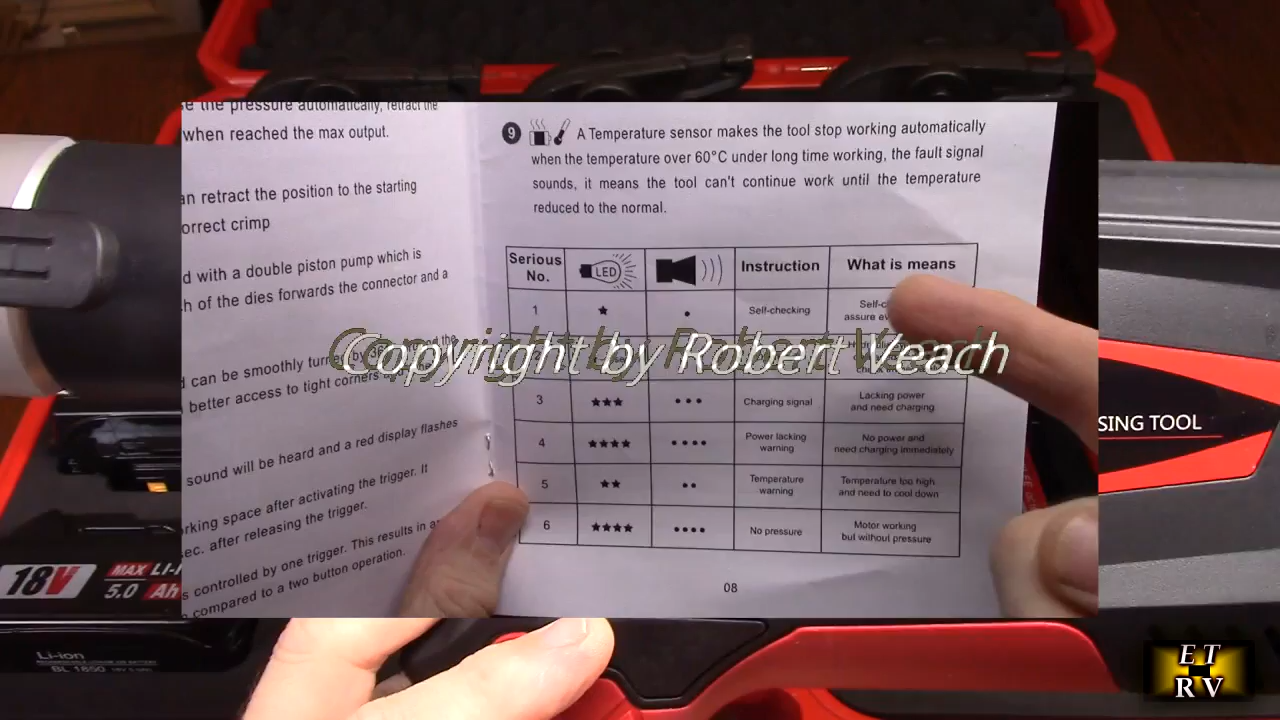 e the pressure automatically, retract the
when reached the max output.
an retract the position to the starting
orrect crimp
d with a double piston pump which is
h of the dies forwards the connector and a
d can be smoothly turned by
better access to tight corners
sound will be heard and a red display flashes
rking space after activating the trigger. It
ec. after releasing the trigger.
s controlled by one trigger. This results in a
compared to a two button operation.
9 A Temperature sensor makes the tool stop working automatically
when the temperature over 60°C under long time working, the fault signal
sounds, it means the tool can't continue work until the temperature
reduced to the normal.
Serious No. LED Instruction What is means
1 ★ • Self-checking Self-c
assure ev
3 ★★★ ••• Charging signal Lacking power
and need charging
4 ★★★★ •••• Power lacking warning No power and
need charging immediately
5 ★★ •• Temperature warning Temperature too high
and need to cool down
6 ★★★★ •••• No pressure Motor working
but without pressure
08
Copyright by Robert Veach
SING TOOL
18V MAX LI-I
5.0 Ah
Li-ion
BL 1850
ET
RV